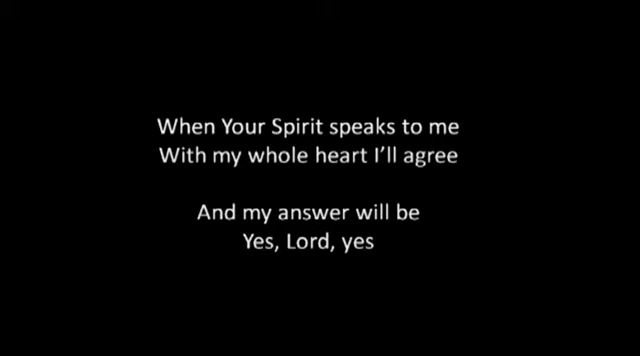 When Your Spirit speaks to me
With my whole heart I’ll agree
And my answer will be
Yes, Lord, yes